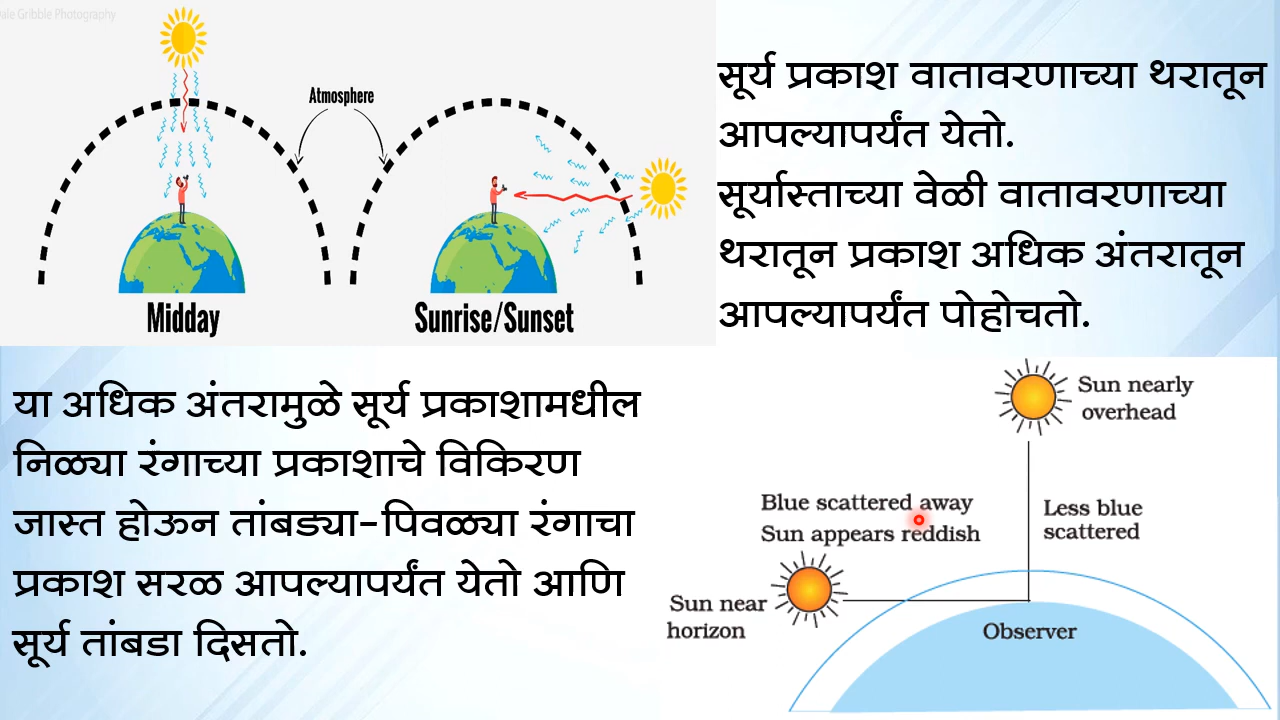 ale Gribble Photography
Atmosphere
Midday
Sunrise/Sunset
सूर्य प्रकाश वातावरणाच्या थरातून
आपल्यापर्यंत येतो.
सूर्यास्ताच्या वेळी वातावरणाच्या
थरातून प्रकाश अधिक अंतरातून
आपल्यापर्यंत पोहोचतो.
या अधिक अंतरामुळे सूर्य प्रकाशामधील
निळ्या रंगाच्या प्रकाशाचे विकिरण
जास्त होऊन तांबड्या-पिवळ्या रंगाचा
प्रकाश सरळ आपल्यापर्यंत येतो आणि
सूर्य तांबडा दिसतो.
Sun nearly
overhead
Blue scattered away
Sun appears reddish
Less blue
scattered
Sun near
horizon
Observer